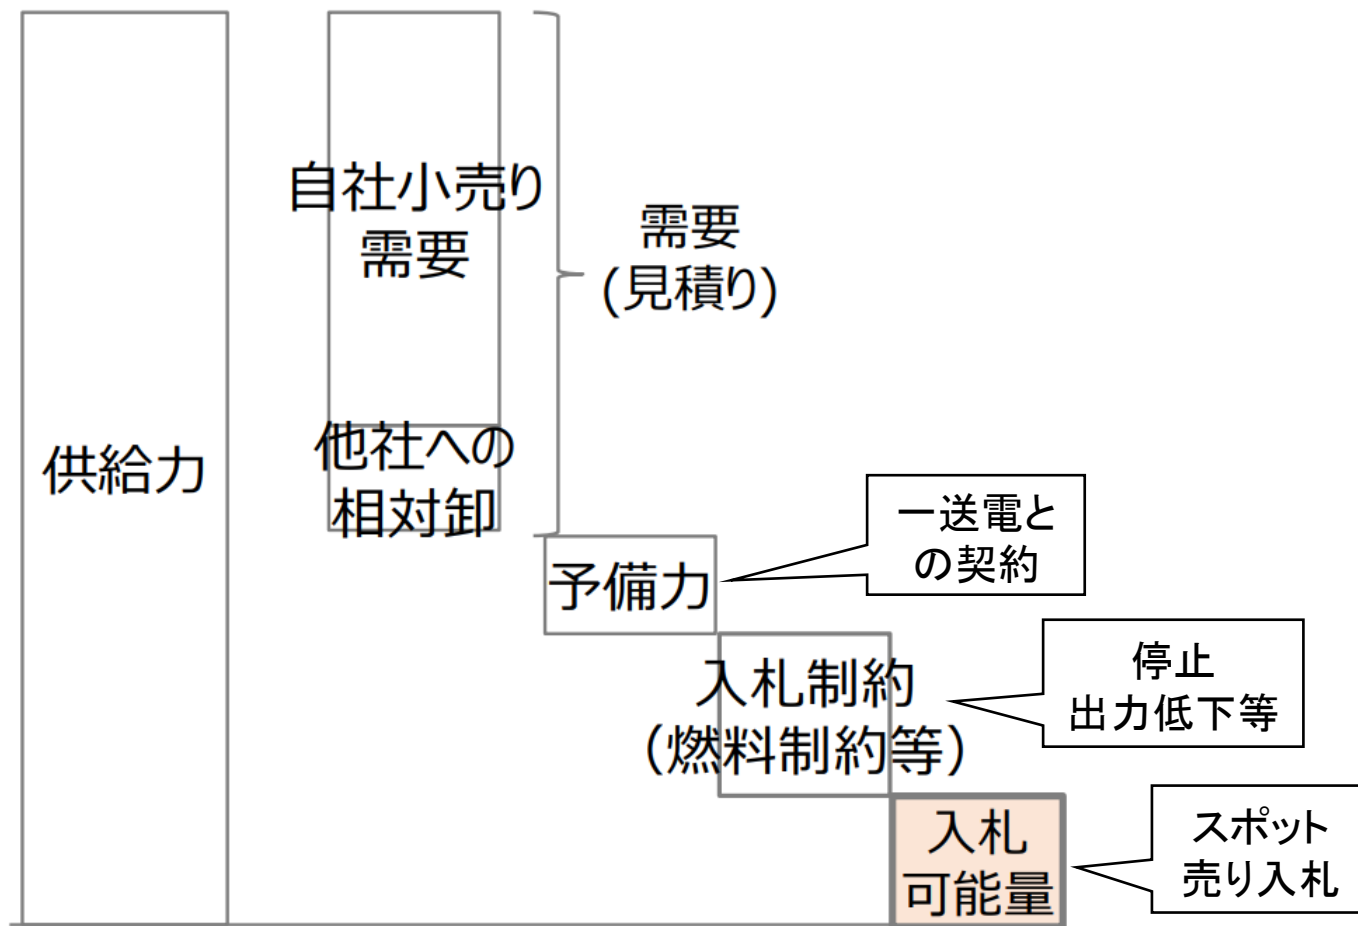 供給力
自社小売り
需要
他社への
相対卸
需要
(見積り)
予備力
一送電と
の契約
入札制約
（燃料制約等）
停止
出力低下等
入札
可能量
スポット
売り入札